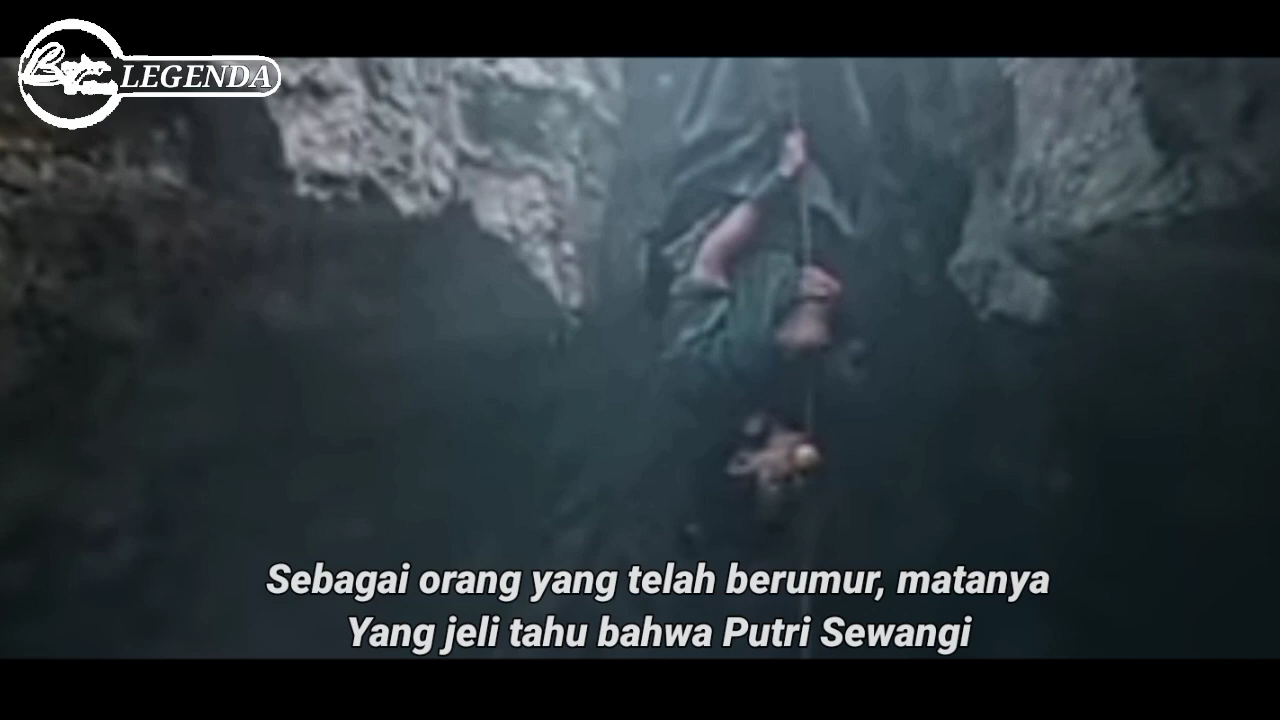 LEGENDA
Sebagai orang yang telah berumur, matanya
Yang jeli tahu bahwa Putri Sewangi